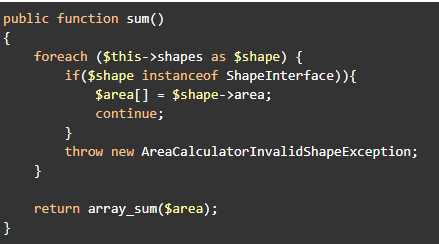 public function sum()
{
    foreach ($this->shapes as $shape) {
        if($shape instanceof ShapeInterface)){
            $area[] = $shape->area;
            continue;
        }
        throw new AreaCalculatorInvalidShapeException;
    }

    return array_sum($area);
}